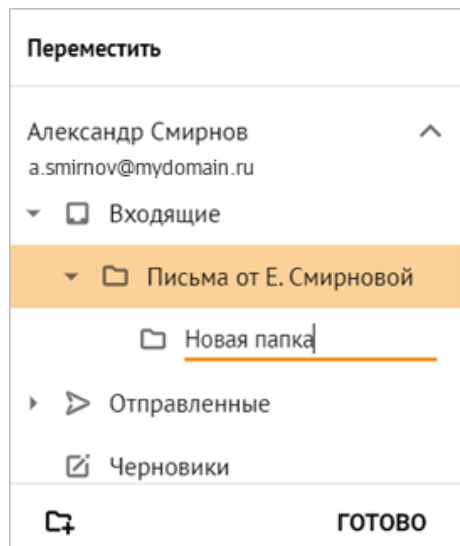 Переместить
Александр Смирнов
a.smirnov@mydomain.ru
Входящие
Письма от Е. Смирновой
Новая папка
Отправленные
Черновики
ГОТОВО